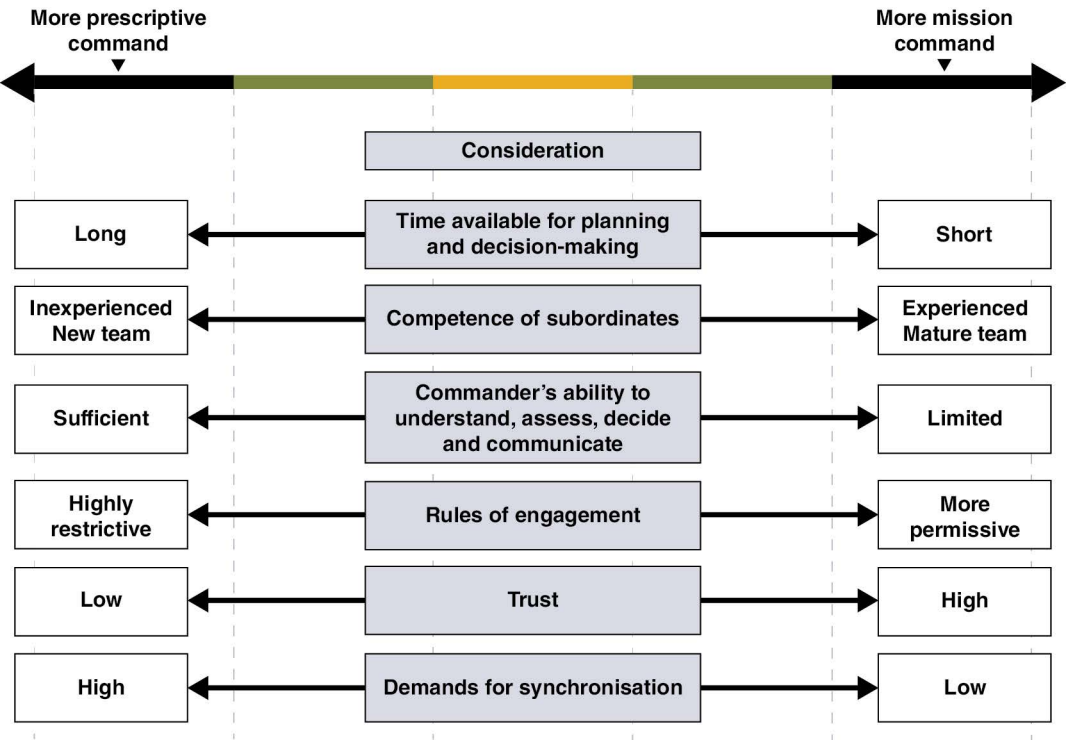 More prescriptive
command
More mission
command
Consideration
Long
Time available for planning
and decision-making
Short
Inexperienced
New team
Competence of subordinates
Experienced
Mature team
Sufficient
Commander’s ability to
understand, assess, decide
and communicate
Limited
Highly
restrictive
Rules of engagement
More
permissive
Low
Trust
High
High
Demands for synchronisation
Low